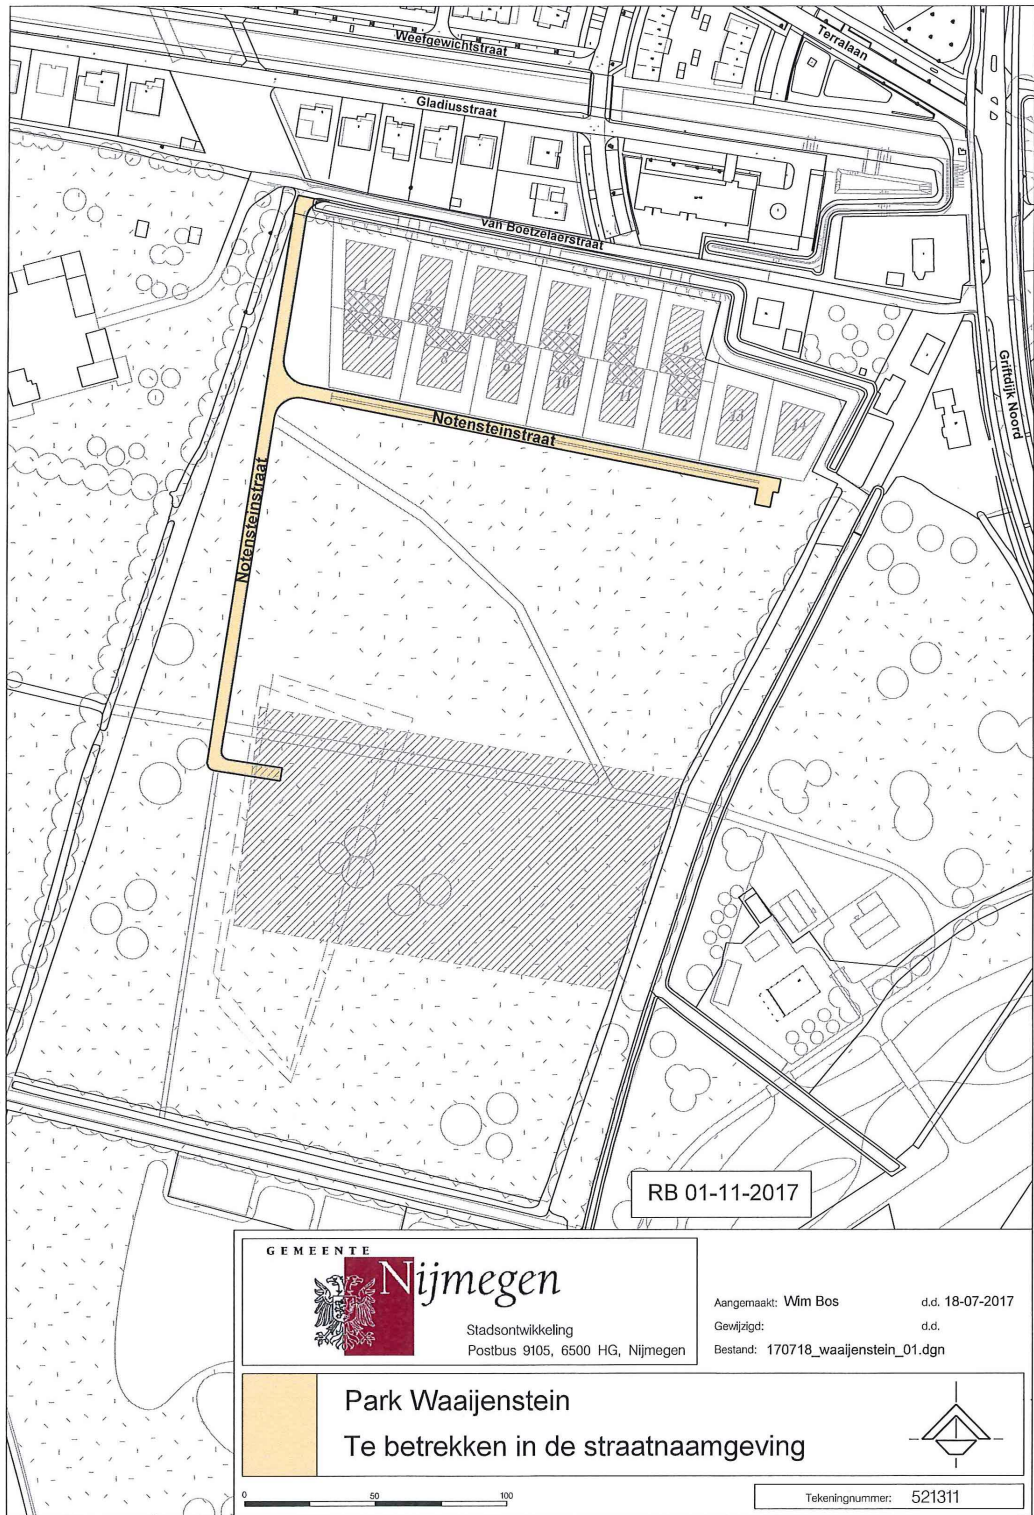 Weefgewichtstraat
Terralaan
Gladiusstraat
van Boetzelaerstraat
Griftdijk Noord
1
2
3
4
5
6
7
8
9
10
11
12
13
14
Notensteinstraat
Notensteinstraat
RB 01-11-2017
GEMEENTE
Nijmegen
Stadsontwikkeling
Postbus 9105, 6500 HG, Nijmegen
Aangemaakt: Wim Bos d.d. 18-07-2017
Gewijzigd: d.d.
Bestand: 170718_waaijenstein_01.dgn
Park Waaijenstein
Te betrekken in de straatnaamgeving
0 50 100
Tekeningnummer: 521311